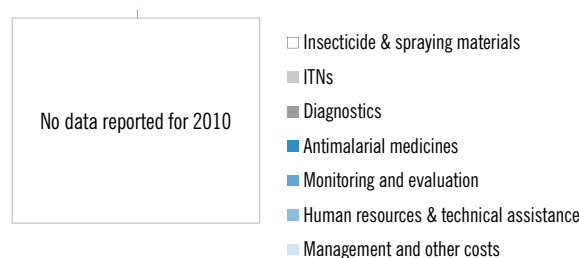 No data reported for 2010
Insecticide & spraying materials
ITNs
Diagnostics
Antimalarial medicines
Monitoring and evaluation
Human resources & technical assistance
Management and other costs